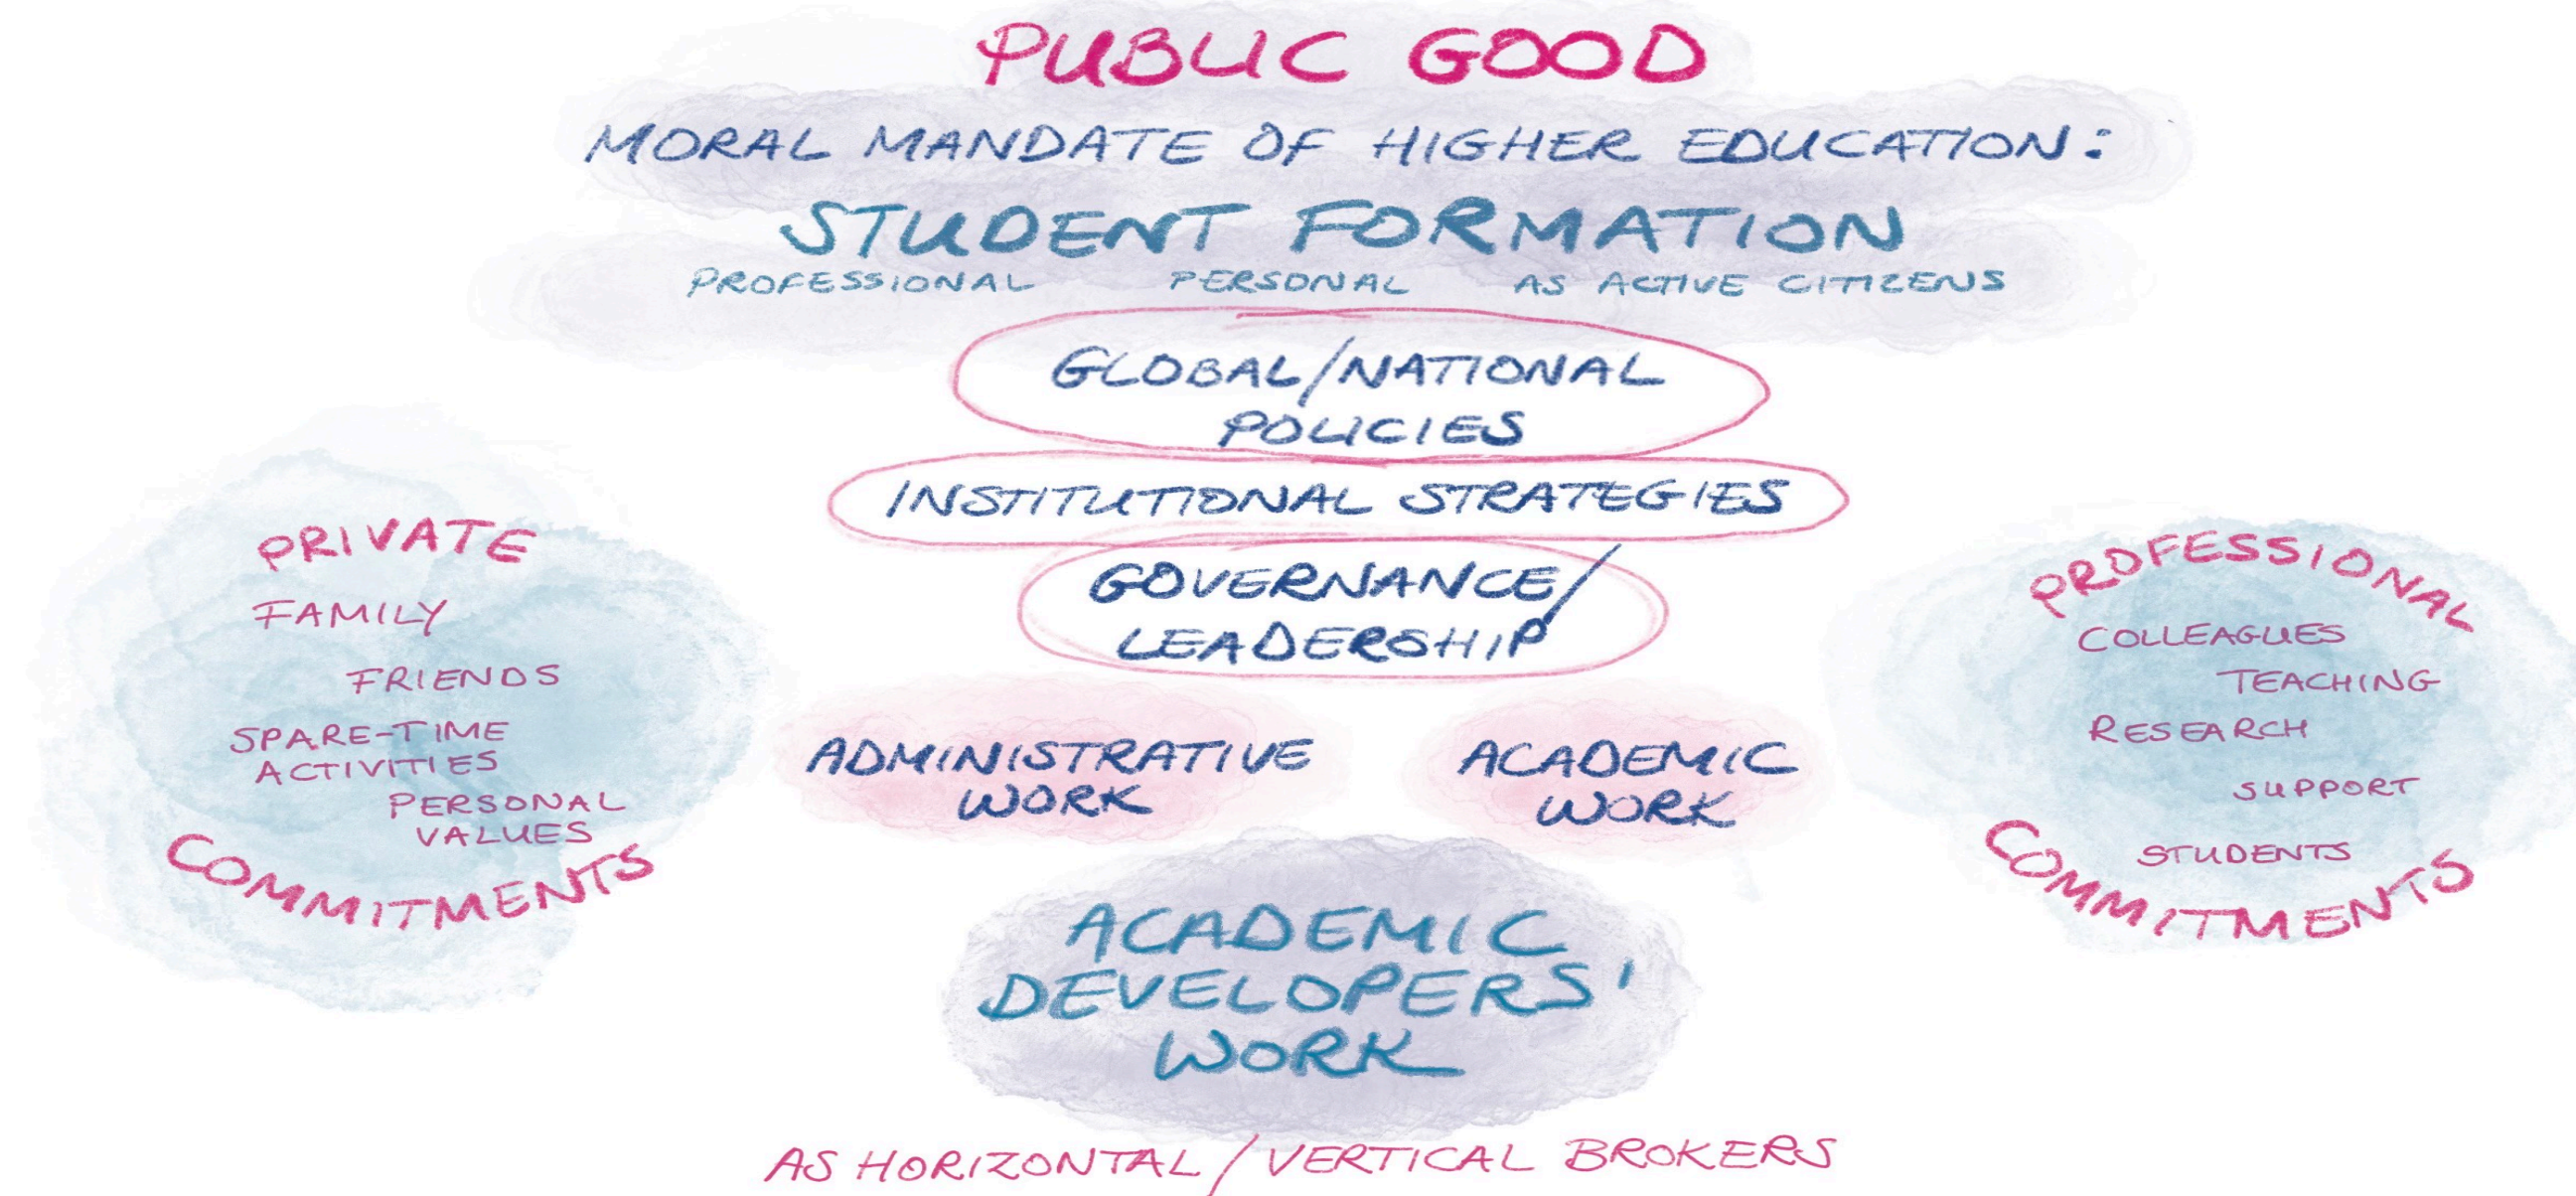 PUBLIC GOOD
MORAL MANDATE OF HIGHER EDUCATION:
STUDENT FORMATION
PROFESSIONAL PERSONAL AS ACTIVE CITIZENS
GLOBAL/NATIONAL
POLICIES
INSTITUTIONAL STRATEGIES
GOVERNANCE/
LEADERSHIP
PRIVATE
FAMILY
FRIENDS
SPARE-TIME
ACTIVITIES
PERSONAL
VALUES
COMMITMENTS
ADMINISTRATIVE
WORK
ACADEMIC
WORK
PROFESSIONAL
COLLEAGUES
TEACHING
RESEARCH
SUPPORT
STUDENTS
COMMITMENTS
ACADEMIC
DEVELOPERS'
WORK
AS HORIZONTAL/VERTICAL BROKERS